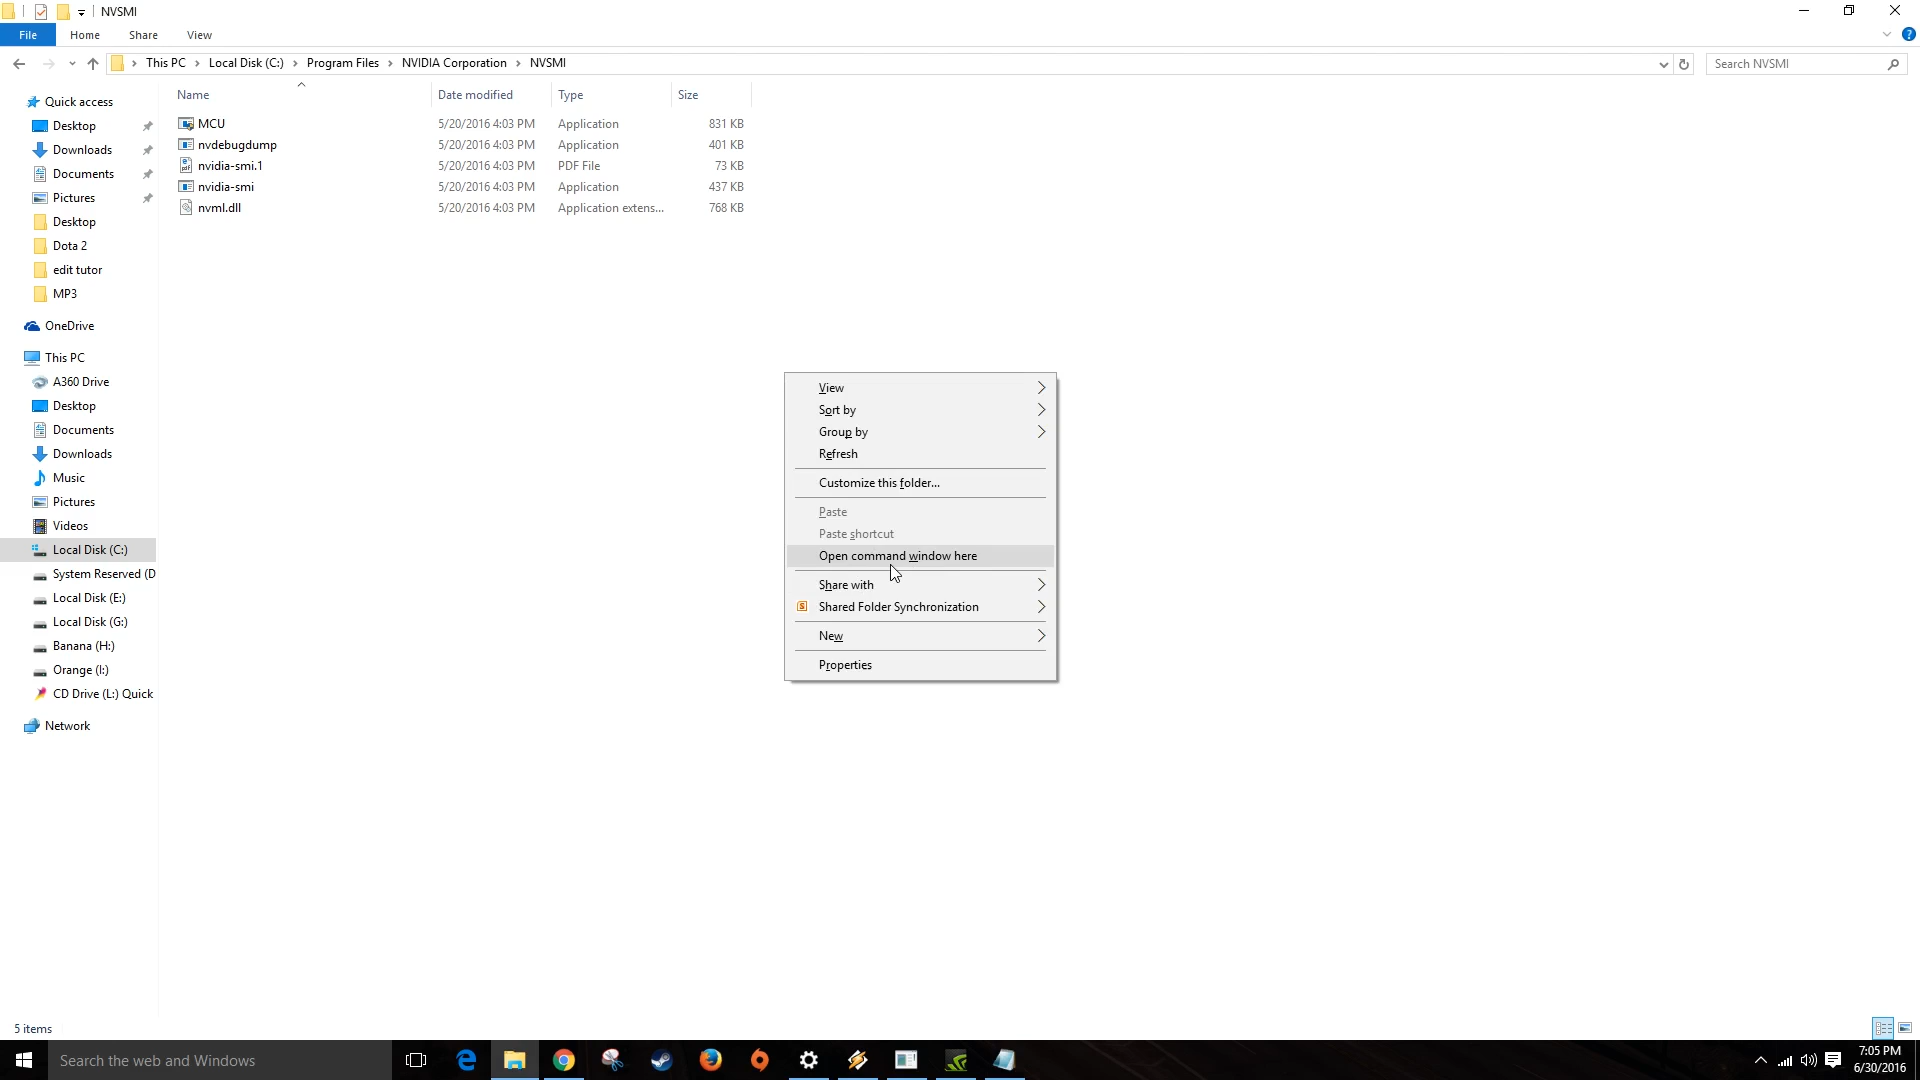 NVSMI
File Home Share View
This PC Local Disk (C:) Program Files NVIDIA Corporation NVSMI
Search NVSMI
Name Date modified Type Size
MCU 5/20/2016 4:03 PM Application 831 KB
nvdebugdump 5/20/2016 4:03 PM Application 401 KB
nvidia-smi.1 5/20/2016 4:03 PM PDF File 73 KB
nvidia-smi 5/20/2016 4:03 PM Application 437 KB
nvml.dll 5/20/2016 4:03 PM Application extens... 768 KB
Quick access
Desktop
Downloads
Documents
Pictures
Desktop
Dota 2
edit tutor
MP3
OneDrive
This PC
A360 Drive
Desktop
Documents
Downloads
Music
Pictures
Videos
Local Disk (C:)
System Reserved (D
Local Disk (E:)
Local Disk (G:)
Banana (H:)
Orange (I:)
CD Drive (L:) Quick
Network
View
Sort by
Group by
Refresh
Customize this folder...
Paste
Paste shortcut
Open command window here
Share with
Shared Folder Synchronization
New
Properties
5 items
Search the web and Windows
7:05 PM
6/30/2016